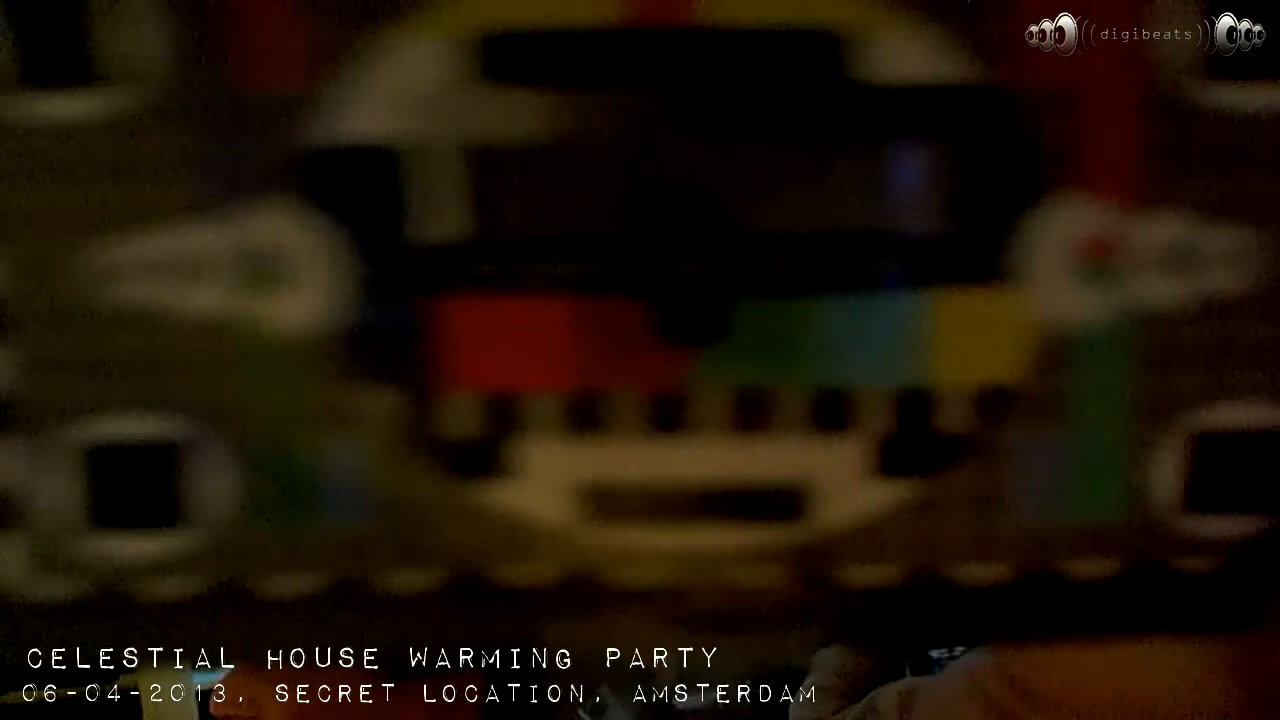 ((digibeats))
CELESTIAL HOUSE WARMING PARTY
06-04-2013, SECRET LOCATION, AMSTERDAM